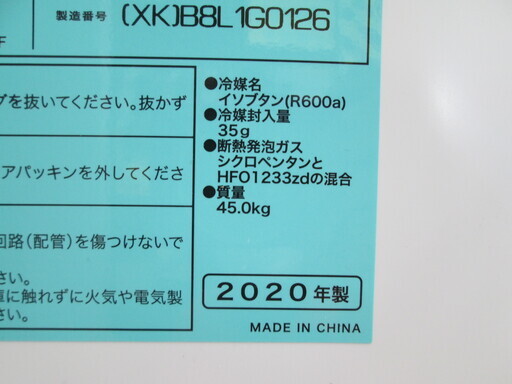 製造番号 (XK)B8L1G0126
F
グを抜いてください。抜かず
アパッキンを外してくださ
回路(配管)を傷つけないで
さい。
に触れずに火気や電気製
さい。
●冷媒名
イソブタン(R600a)
●冷媒封入量
35g
●断熱発泡ガス
シクロペンタンと
HFO1233zdの混合
●質量
45.0kg
2020年製
MADE IN CHINA